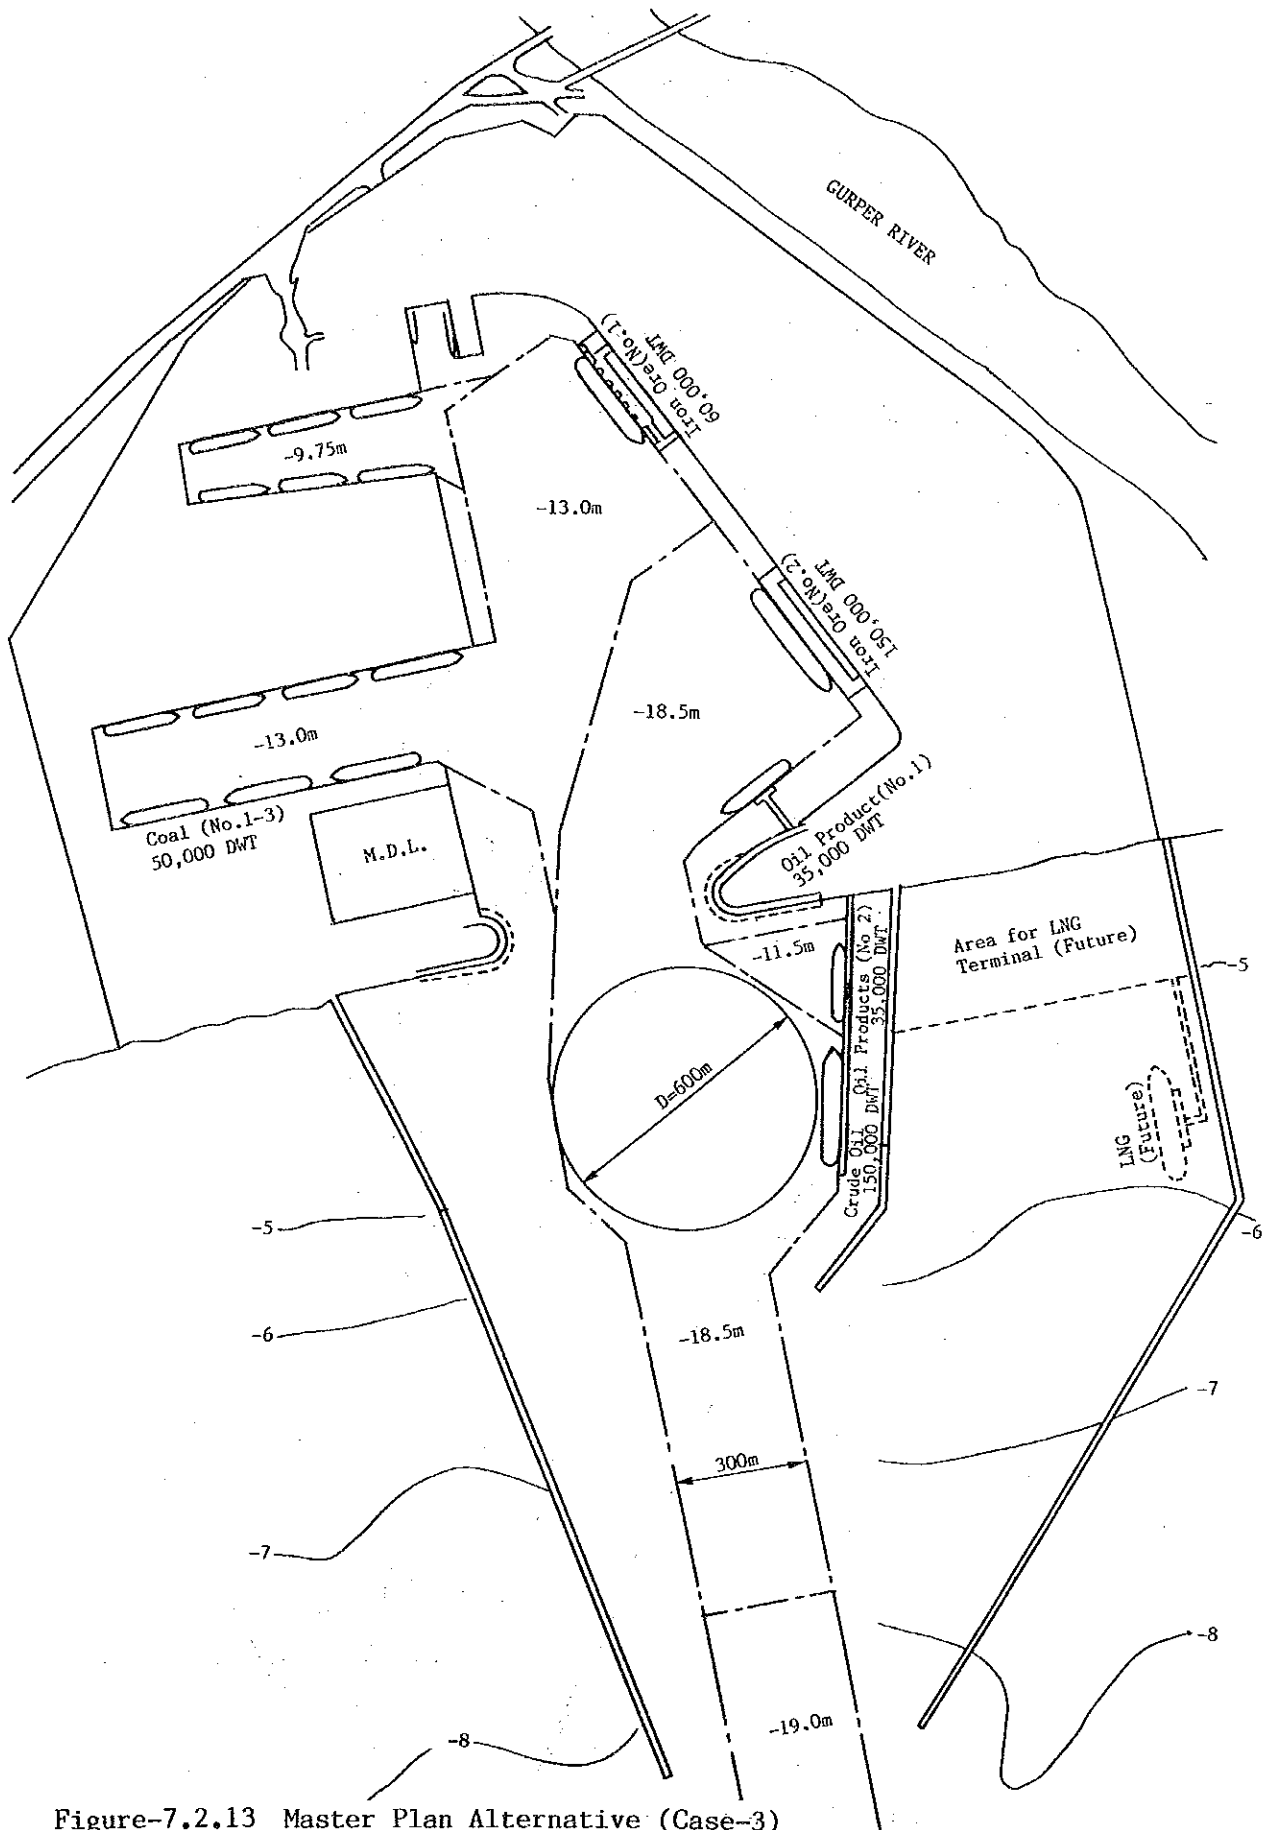 GURPER RIVER
Iron Ore(No.1)
60,000 DWT
-9.75m
-13.0m
Iron Ore(No.2)
150,000 DWT
-18.5m
-13.0m
Coal (No.1-3)
50,000 DWT
M.D.L.
Oil Product(No.1)
35,000 DWT
-11.5m
Area for LNG
Terminal (Future)
-5
D=600m
Crude Oil
150,000 DWT
Oil Products (No 2)
35,000 DWT
LNG
(Future)
-5
-6
-6
-18.5m
-7
300m
-7
-8
-19.0m
-8
Figure-7.2.13 Master Plan Alternative (Case-3)